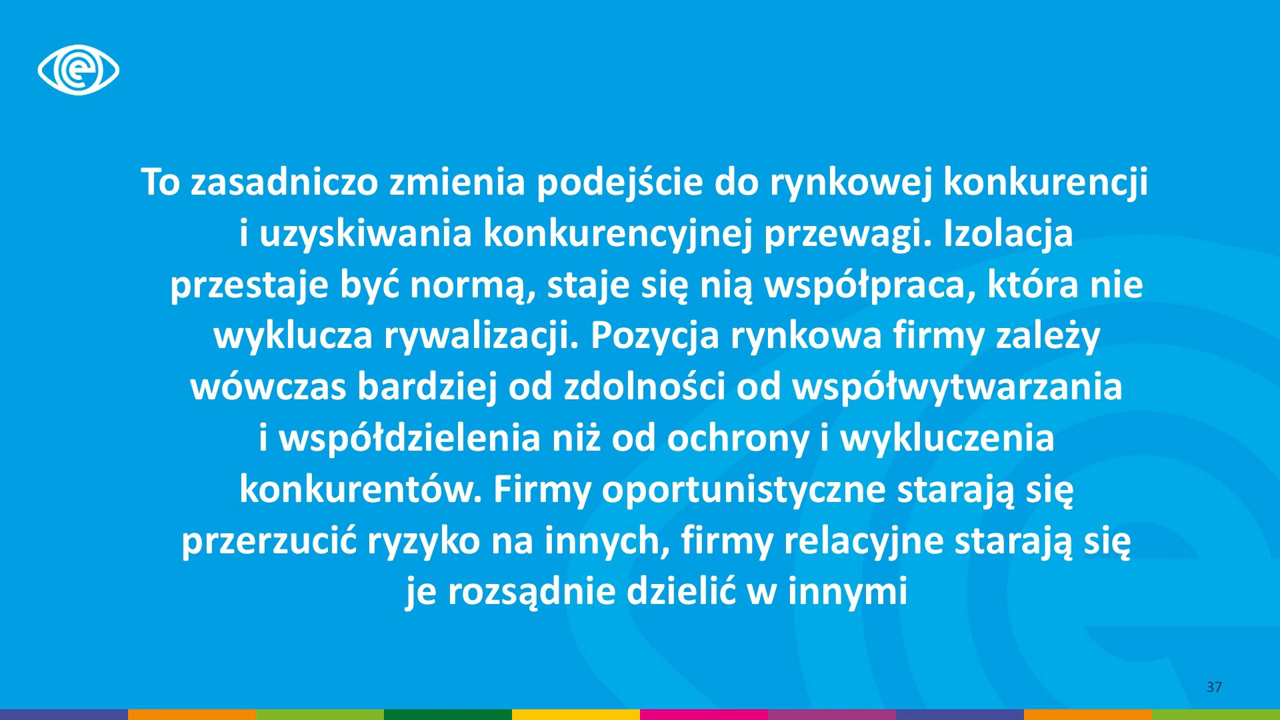 To zasadniczo zmienia podejście do rynkowej konkurencji
i uzyskiwania konkurencyjnej przewagi. Izolacja
przestaje być normą, staje się nią współpraca, która nie
wyklucza rywalizacji. Pozycja rynkowa firmy zależy
wówczas bardziej od zdolności od współwytwarzania
i współdzielenia niż od ochrony i wykluczenia
konkurentów. Firmy oportunistyczne starają się
przerzucić ryzyko na innych, firmy relacyjne starają się
je rozsądnie dzielić w innymi
37